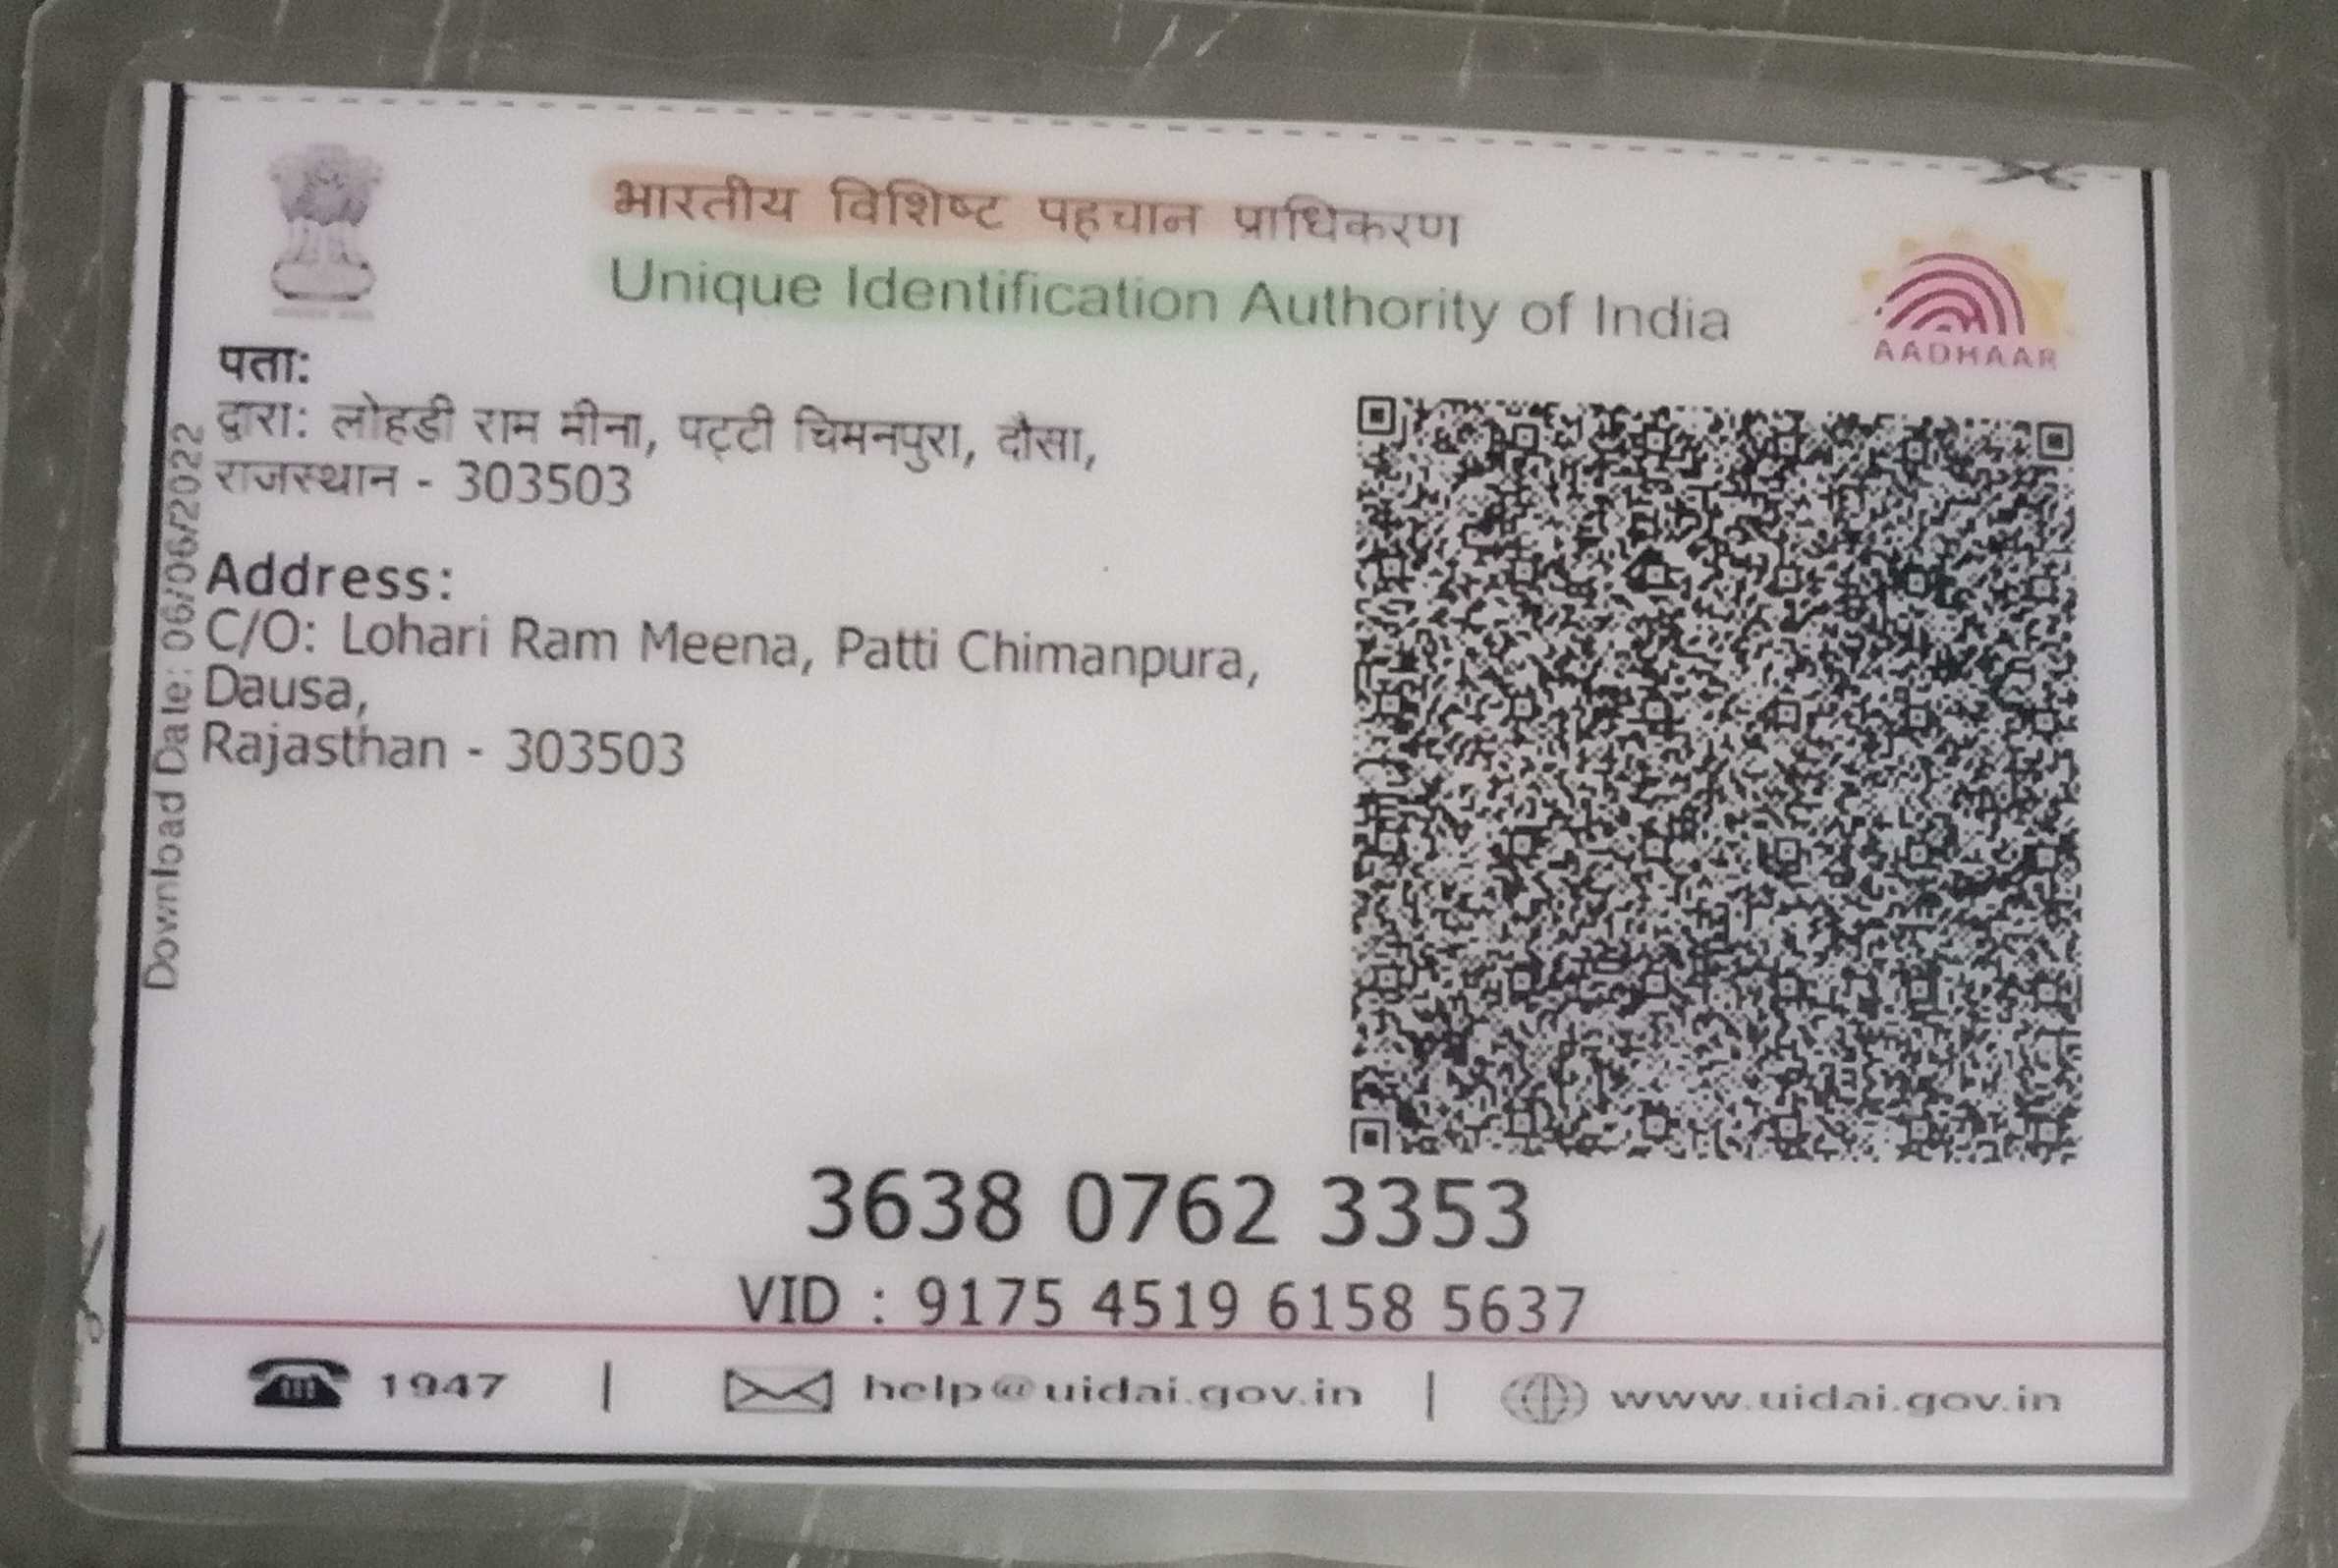 भारतीय विशिष्ट पहचान प्राधिकरण
Unique Identification Authority of India
AADHAAR
पता:
द्वारा: लोहडी राम मीना, पट्टी चिमनपुरा, दौसा,
राजस्थान - 303503
Address:
C/O: Lohari Ram Meena, Patti Chimanpura,
Dausa,
Rajasthan - 303503
Download Date: 06/06/2022
3638 0762 3353
VID : 9175 4519 6158 5637
1947 | help@uidai.gov.in | www.uidai.gov.in